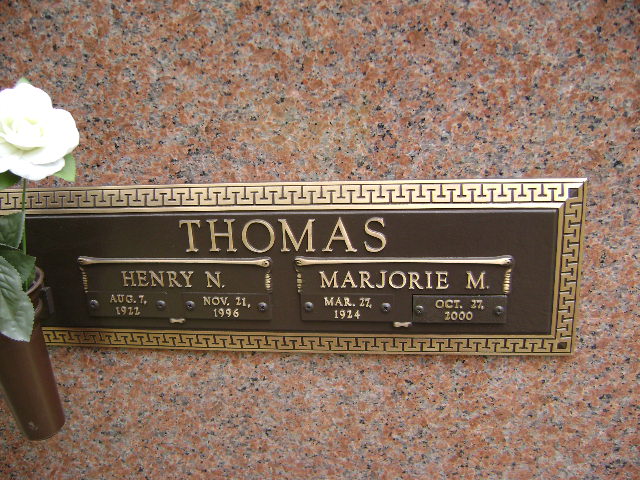 THOMAS
HENRY N.
AUG. 7,
1922
NOV. 21,
1996
MARJORIE M.
MAR. 27,
1924
OCT. 27,
2000